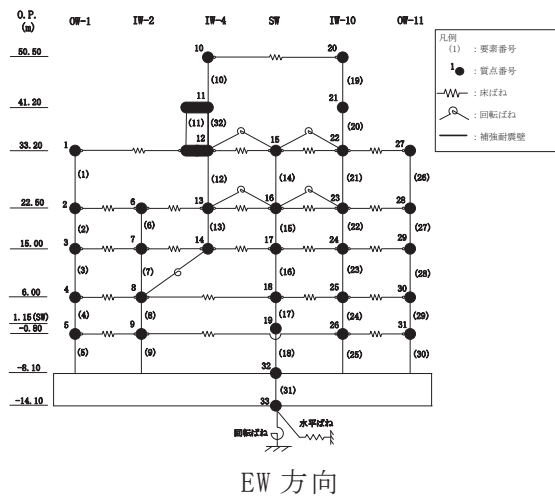 O.P.
(m)
OW-1 IW-2 IW-4 SW IW-10 OW-11
凡例
(1) : 要素番号
1 : 質点番号
: 床ばね
: 回転ばね
: 補強耐震壁
50.50 10 20
(10) (19)
41.20 11 21
(11) (32) (20)
33.20 1 12 15 22 27
(1) (12) (14) (21) (26)
22.50 2 6 13 16 23 28
(2) (6) (13) (15) (22) (27)
15.00 3 7 14 17 24 29
(3) (7) (16) (23) (28)
6.00 4 8 18 25 30
(4) (8) (17) (24) (29)
1.15(SW) 19
-0.80 5 9 26 31
(5) (9) (18) (25) (30)
-8.10 32
(31)
-14.10 33
水平ばね
回転ばね
EW 方向